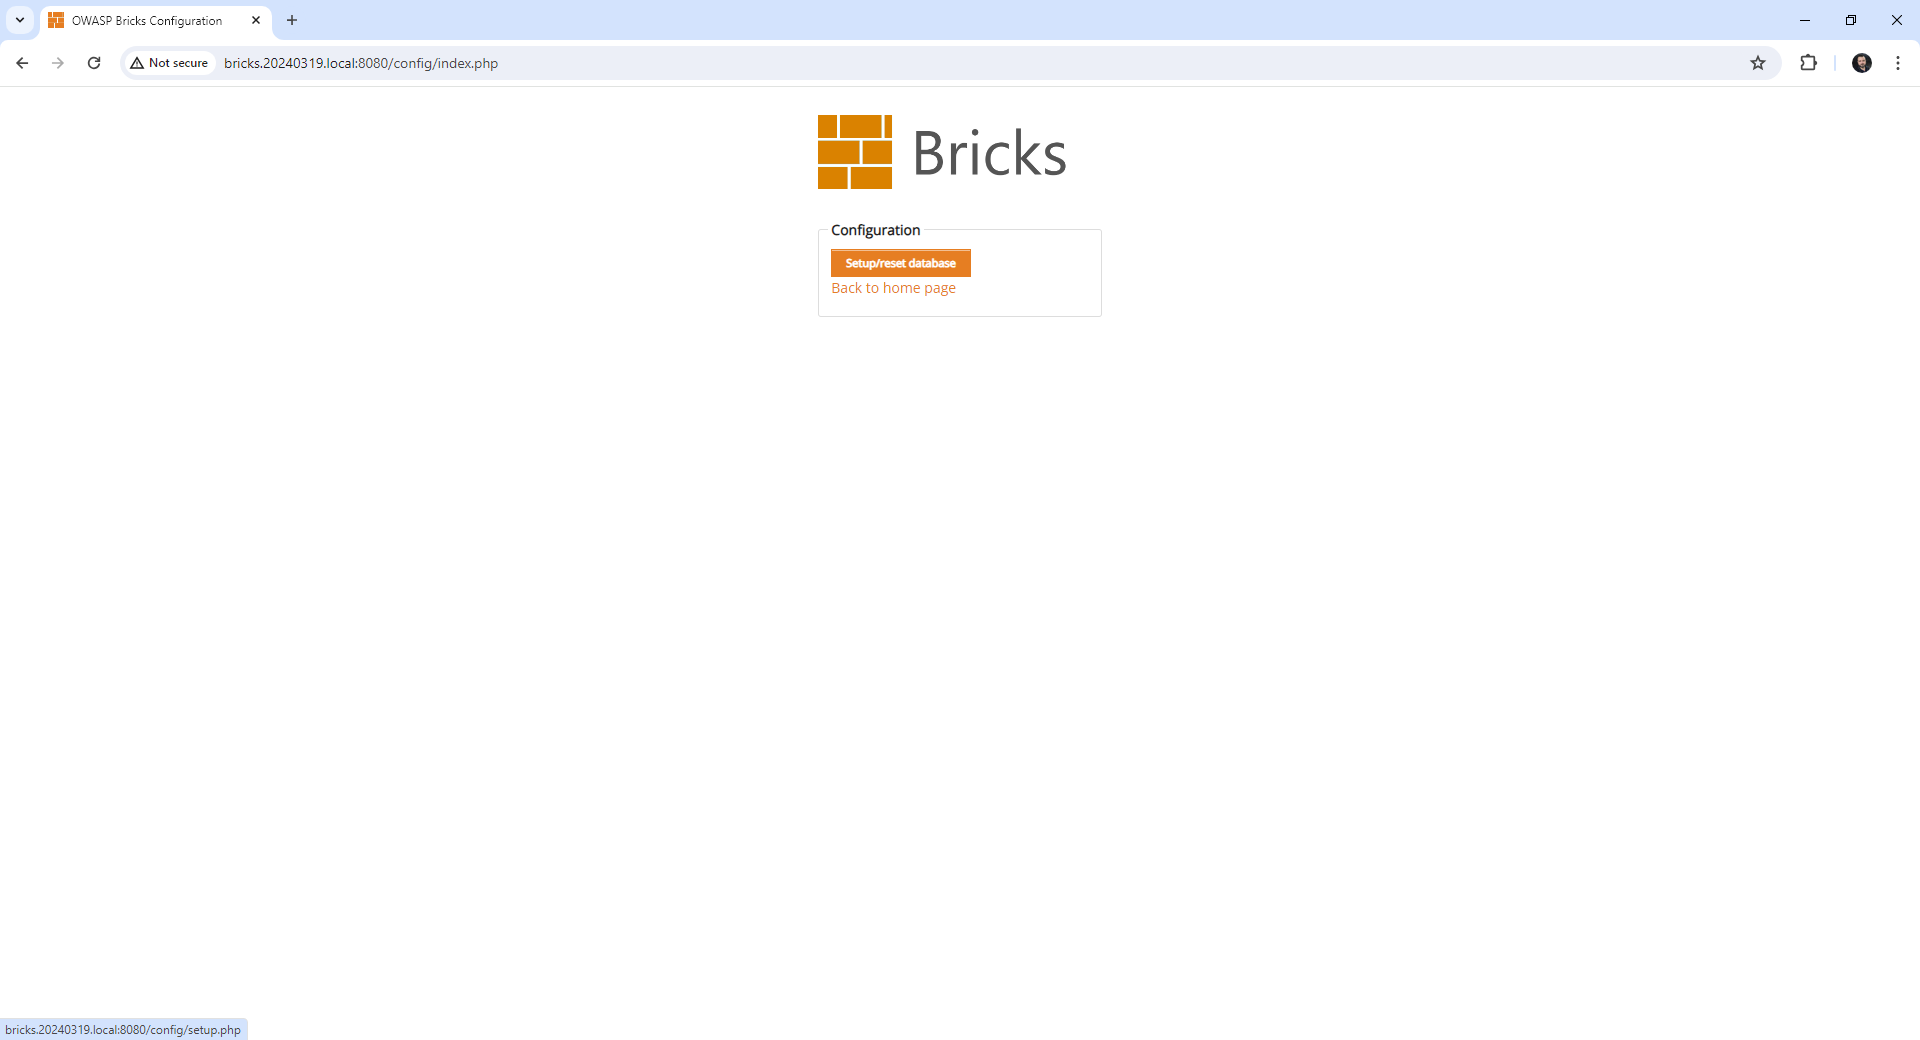 OWASP Bricks Configuration
Not secure
bricks.20240319.local:8080/config/index.php
Bricks
Configuration
Setup/reset database
Back to home page
bricks.20240319.local:8080/config/setup.php